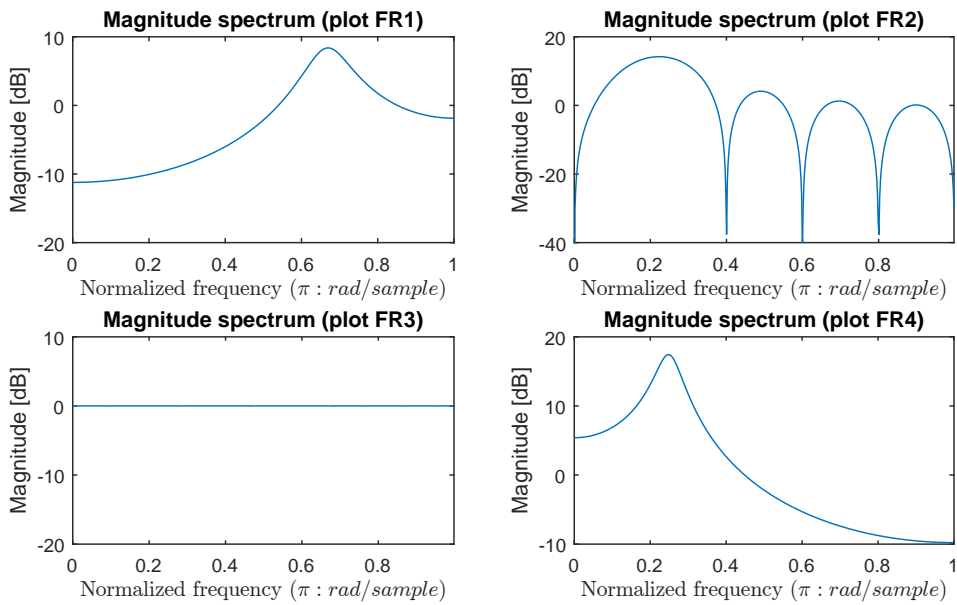 Magnitude spectrum (plot FR1)
Magnitude [dB]
10
0
-10
-20
0 0.2 0.4 0.6 0.8 1
Normalized frequency (π : rad/sample)
Magnitude spectrum (plot FR2)
Magnitude [dB]
20
0
-20
-40
0 0.2 0.4 0.6 0.8 1
Normalized frequency (π : rad/sample)
Magnitude spectrum (plot FR3)
Magnitude [dB]
10
0
-10
-20
0 0.2 0.4 0.6 0.8 1
Normalized frequency (π : rad/sample)
Magnitude spectrum (plot FR4)
Magnitude [dB]
20
10
0
-10
0 0.2 0.4 0.6 0.8 1
Normalized frequency (π : rad/sample)